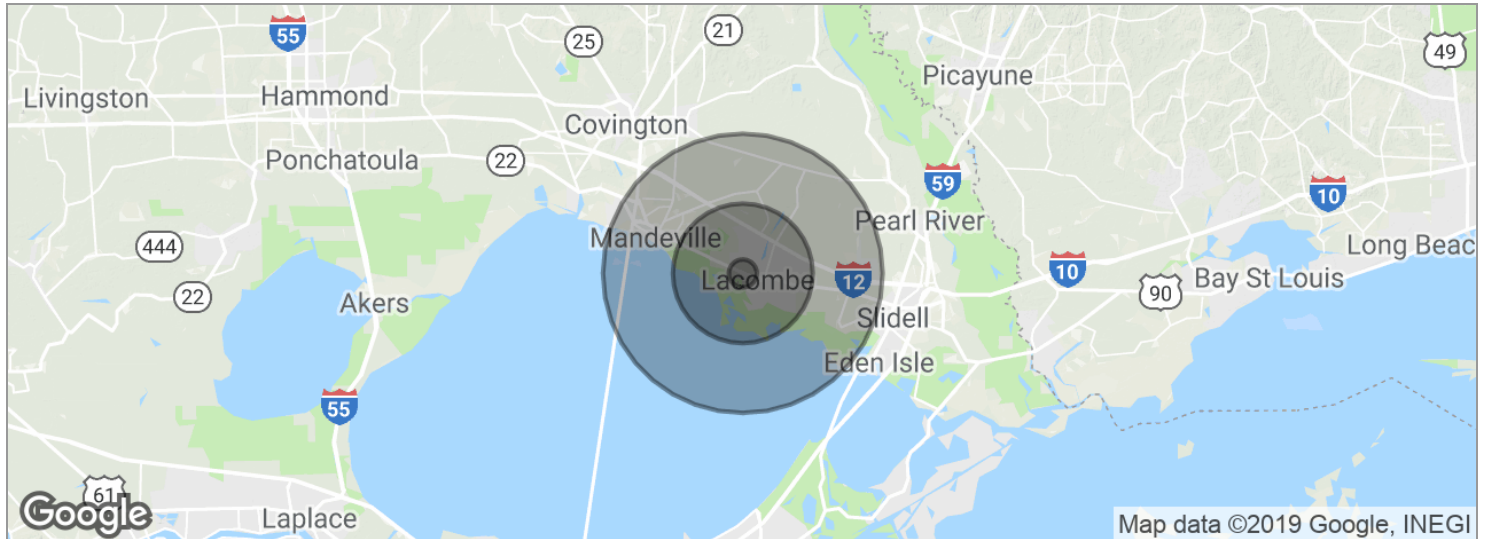 55
25
21
49
Livingston
Hammond
Picayune
Covington
Ponchatoula
22
59
10
444
Mandeville
Pearl River
Long Beac
22
Akers
Lacombe
12
10
90
Bay St Louis
Slidell
Eden Isle
55
61
Google
Laplace
Map data ©2019 Google, INEGI